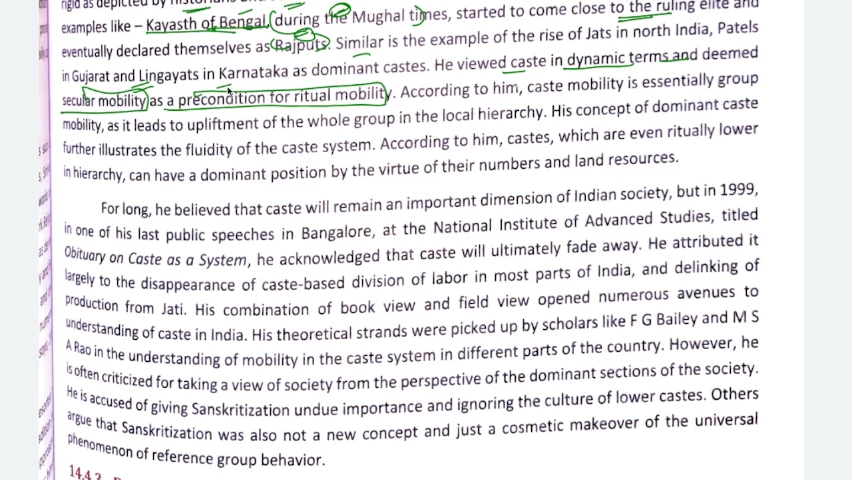 rigid as depicted by
examples like – Kayasth of Bengal, during the Mughal times, started to come close to the ruling elite and
eventually declared themselves as Rajputs. Similar is the example of the rise of Jats in north India, Patels
in Gujarat and Lingayats in Karnataka as dominant castes. He viewed caste in dynamic terms and deemed
secular mobility as a precondition for ritual mobility. According to him, caste mobility is essentially group
mobility, as it leads to upliftment of the whole group in the local hierarchy. His concept of dominant caste
further illustrates the fluidity of the caste system. According to him, castes, which are even ritually lower
in hierarchy, can have a dominant position by the virtue of their numbers and land resources.
For long, he believed that caste will remain an important dimension of Indian society, but in 1999,
in one of his last public speeches in Bangalore, at the National Institute of Advanced Studies, titled
Obituary on Caste as a System, he acknowledged that caste will ultimately fade away. He attributed it
largely to the disappearance of caste-based division of labor in most parts of India, and delinking of
production from Jati. His combination of book view and field view opened numerous avenues to
understanding of caste in India. His theoretical strands were picked up by scholars like F G Bailey and M S
A Rao in the understanding of mobility in the caste system in different parts of the country. However, he
is often criticized for taking a view of society from the perspective of the dominant sections of the society.
He is accused of giving Sanskritization undue importance and ignoring the culture of lower castes. Others
argue that Sanskritization was also not a new concept and just a cosmetic makeover of the universal
phenomenon of reference group behavior.
14.4.2